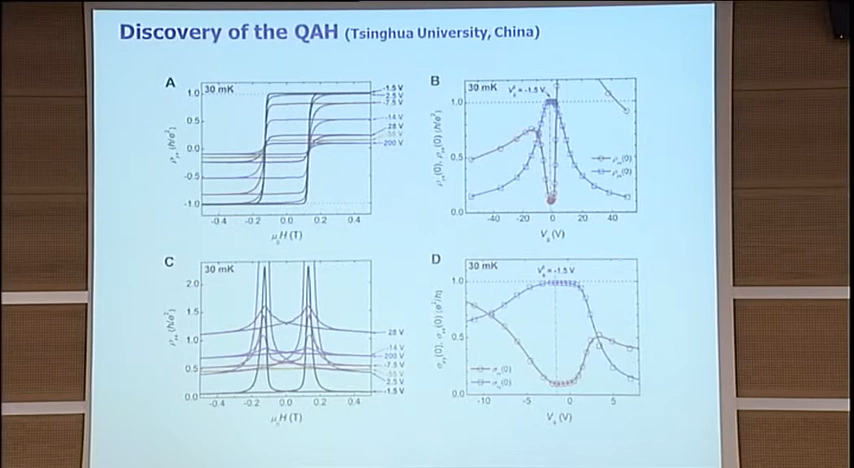 Discovery of the QAH (Tsinghua University, China)
A
30 mK
1.0
0.5
0.0
-0.5
-1.0
-0.4 -0.2 0.0 0.2 0.4
μ₀H (T)
-1.5 V
2.5 V
-7.5 V
-14 V
28 V
-55 V
200 V
B
30 mK
1.0
0.5
0.0
-40 -20 0 20 40
C
30 mK
2.0
1.5
1.0
0.5
0.0
-0.4 -0.2 0.0 0.2 0.4
μ₀H (T)
28 V
-14 V
200 V
-7.5 V
-55 V
2.5 V
-1.5 V
D
30 mK
1.0
0.5
0.0
-10 -5 0 5